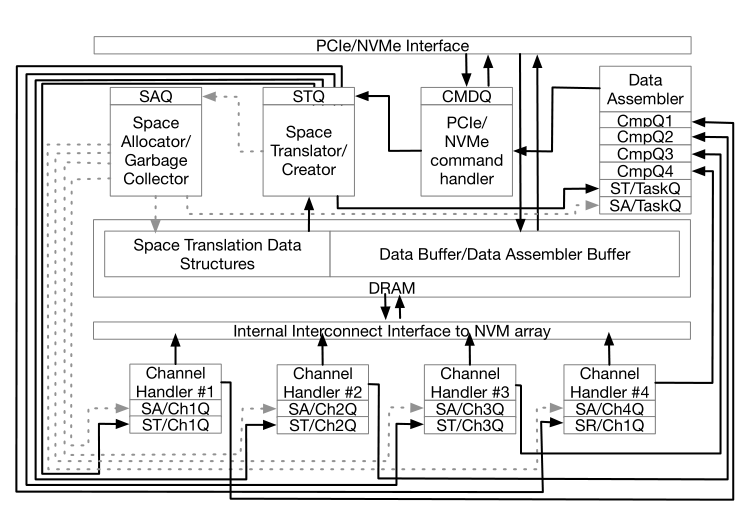 PCIe/NVMe Interface
SAQ
Space
Allocator/
Garbage
Collector
STQ
Space
Translator/
Creator
CMDQ
PCIe/
NVMe
command
handler
Data
Assembler
CmpQ1
CmpQ2
CmpQ3
CmpQ4
ST/TaskQ
SA/TaskQ
Space Translation Data
Structures
Data Buffer/Data Assembler Buffer
DRAM
Internal Interconnect Interface to NVM array
Channel
Handler #1
SA/Ch1Q
ST/Ch1Q
Channel
Handler #2
SA/Ch2Q
ST/Ch2Q
Channel
Handler #3
SA/Ch3Q
ST/Ch3Q
Channel
Handler #4
SA/Ch4Q
SR/Ch1Q